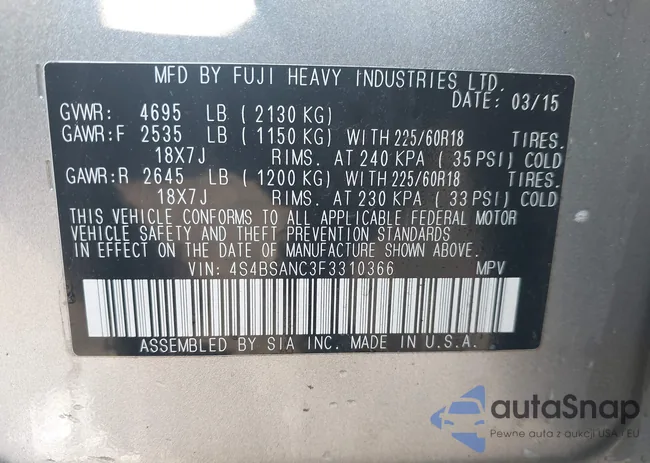 MFD BY FUJI HEAVY INDUSTRIES LTD.
DATE: 03/15
GVWR: 4695 LB (2130 KG)
GAWR:F 2535 LB (1150 KG) WITH 225/60R18 TIRES.
18X7J RIMS. AT 240 KPA (35 PSI) COLD
GAWR:R 2645 LB (1200 KG) WITH 225/60R18 TIRES.
18X7J RIMS. AT 230 KPA (33 PSI) COLD
THIS VEHICLE CONFORMS TO ALL APPLICABLE FEDERAL MOTOR
VEHICLE SAFETY AND THEFT PREVENTION STANDARDS
IN EFFECT ON THE DATE OF MANUFACTURE SHOWN ABOVE.
VIN: 4S4BSANC3F3310366 MPV
ASSEMBLED BY SIA INC. MADE IN U.S.A.
autaSnap
Pewne auta z aukcji USA i EU